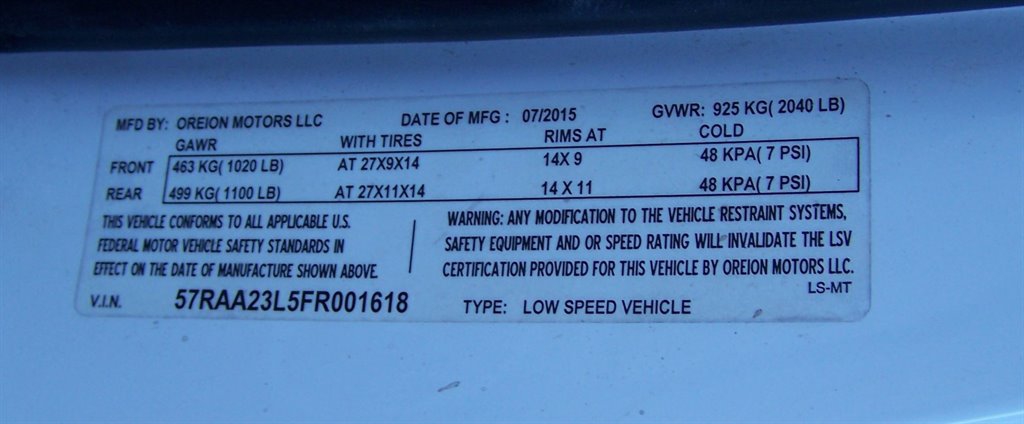 MFD BY: OREION MOTORS LLC DATE OF MFG : 07/2015 GVWR: 925 KG( 2040 LB)
GAWR WITH TIRES RIMS AT COLD
FRONT 463 KG( 1020 LB) AT 27X9X14 14X 9 48 KPA( 7 PSI)
REAR 499 KG( 1100 LB) AT 27X11X14 14 X 11 48 KPA( 7 PSI)
THIS VEHICLE CONFORMS TO ALL APPLICABLE U.S.
FEDERAL MOTOR VEHICLE SAFETY STANDARDS IN
EFFECT ON THE DATE OF MANUFACTURE SHOWN ABOVE.
WARNING: ANY MODIFICATION TO THE VEHICLE RESTRAINT SYSTEMS,
SAFETY EQUIPMENT AND OR SPEED RATING WILL INVALIDATE THE LSV
CERTIFICATION PROVIDED FOR THIS VEHICLE BY OREION MOTORS LLC.
LS-MT
V.I.N. 57RAA23L5FR001618 TYPE: LOW SPEED VEHICLE